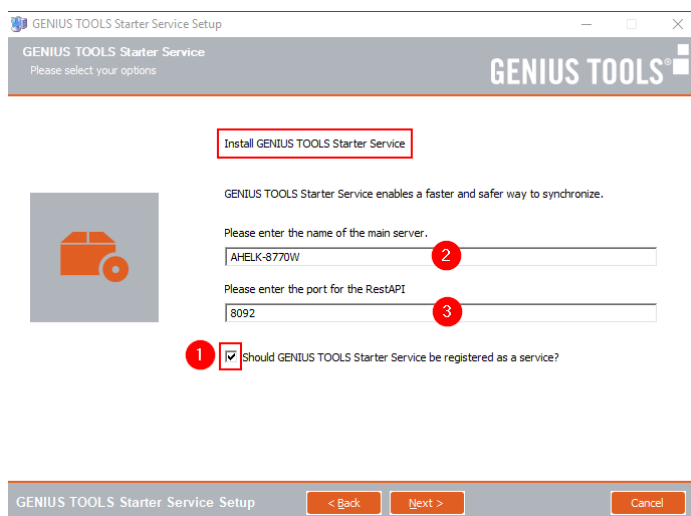 GENIUS TOOLS Starter Service Setup
GENIUS TOOLS Starter Service
Please select your options
GENIUS TOOLS®
Install GENIUS TOOLS Starter Service
GENIUS TOOLS Starter Service enables a faster and safer way to synchronize.
Please enter the name of the main server.
AHELK-8770W
2
Please enter the port for the RestAPI
8092
3
1
Should GENIUS TOOLS Starter Service be registered as a service?
GENIUS TOOLS Starter Service Setup
< Back
Next >
Cancel